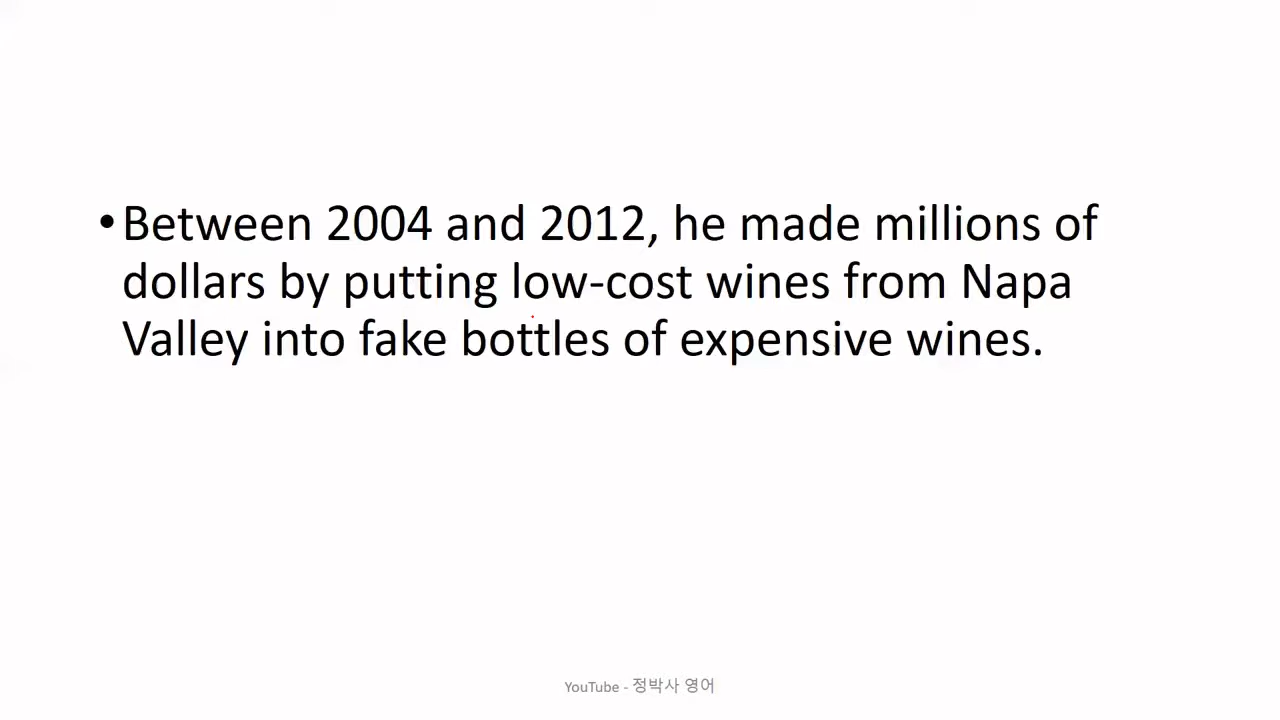 •Between 2004 and 2012, he made millions of
dollars by putting low-cost wines from Napa
Valley into fake bottles of expensive wines.
YouTube - 정박사 영어